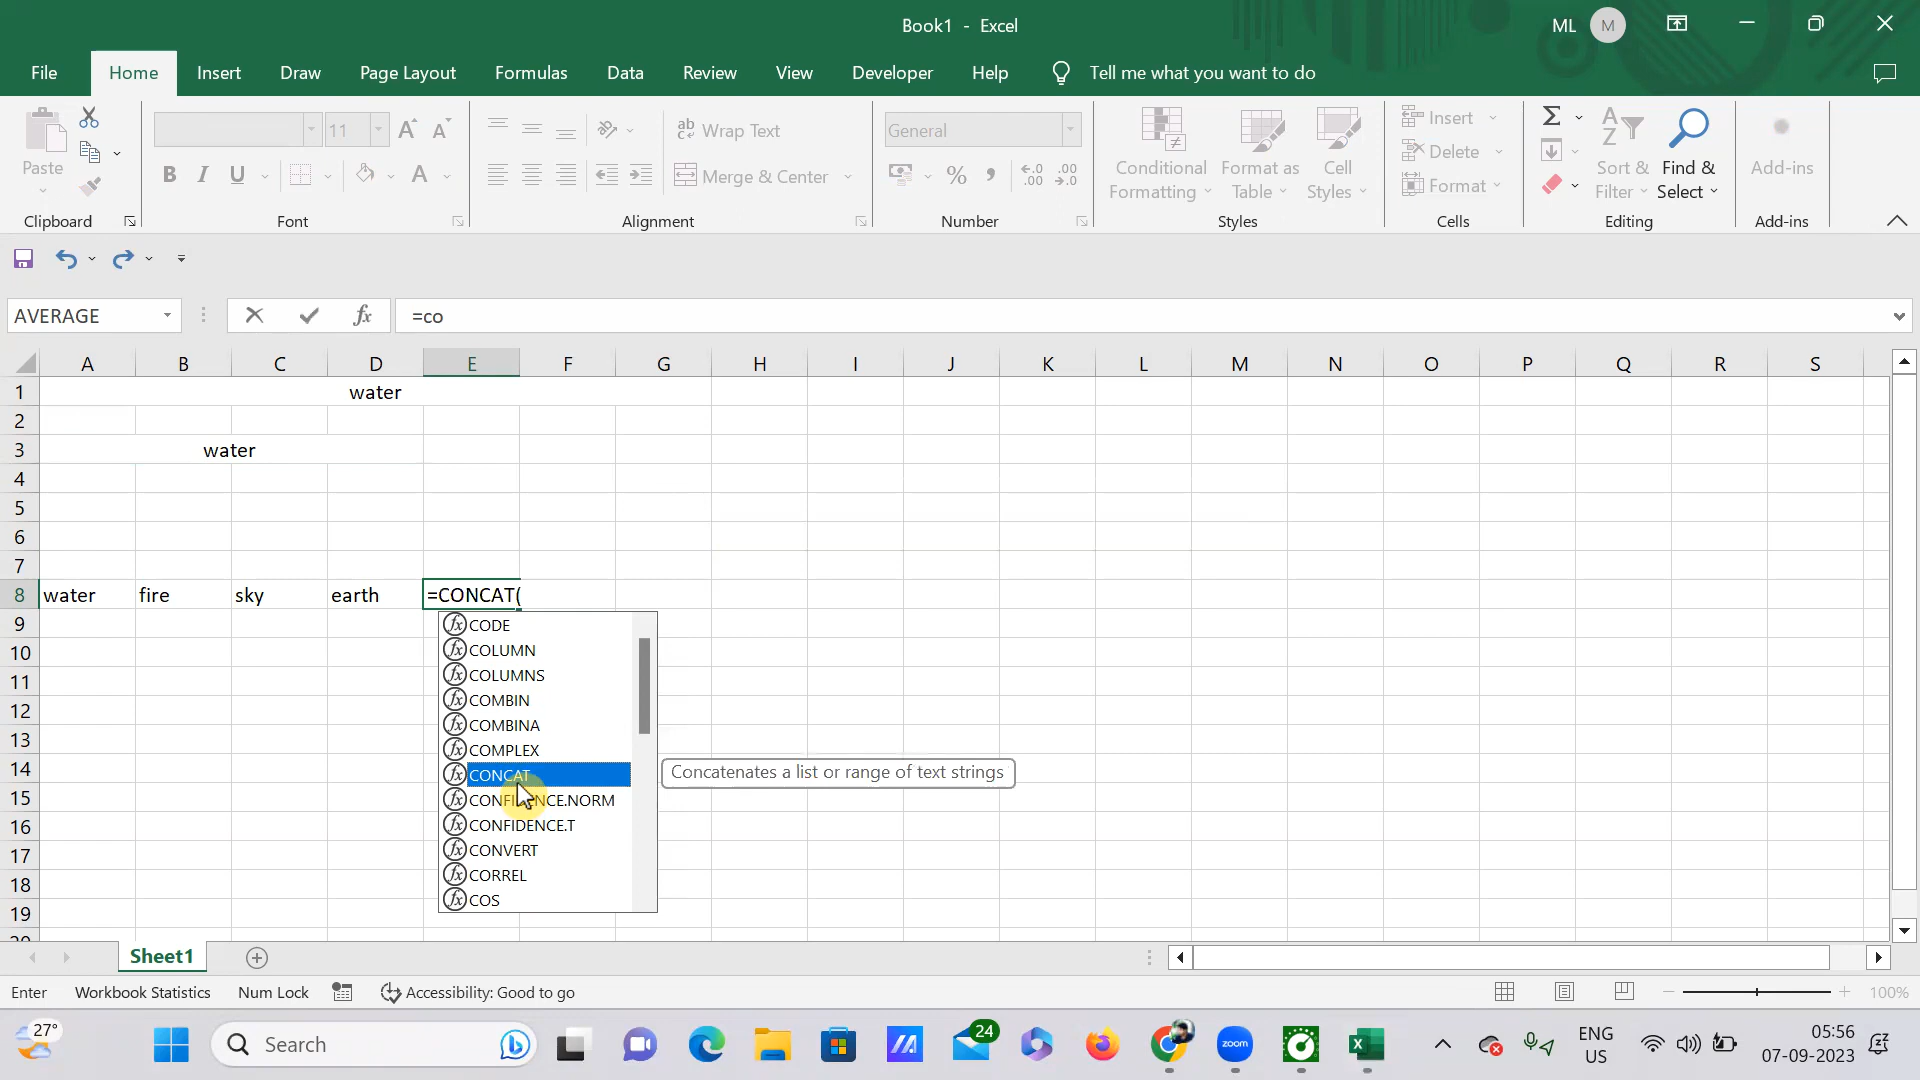 Book1 - Excel
ML M
File Home Insert Draw Page Layout Formulas Data Review View Developer Help Tell me what you want to do
11 A A ab Wrap Text General Insert
Paste B I U A Merge & Center % Conditional Formatting Format as Table Cell Styles Delete Sort & Filter Find & Select Add-ins
Format
Clipboard Font Alignment Number Styles Cells Editing Add-ins
AVERAGE fx =co
A B C D E F G H I J K L M N O P Q R S
1 water
2
3 water
4
5
6
7
8 water fire sky earth =CONCAT(
9 CODE
10 COLUMN
11 COLUMNS
12 COMBIN
13 COMBINA
COMPLEX
14 CONCAT Concatenates a list or range of text strings
15 CONFIDENCE.NORM
16 CONFIDENCE.T
17 CONVERT
18 CORREL
19 COS
20
Sheet1
Enter Workbook Statistics Num Lock Accessibility: Good to go 100%
27° Search 24 zoom ENG US 05:56 07-09-2023